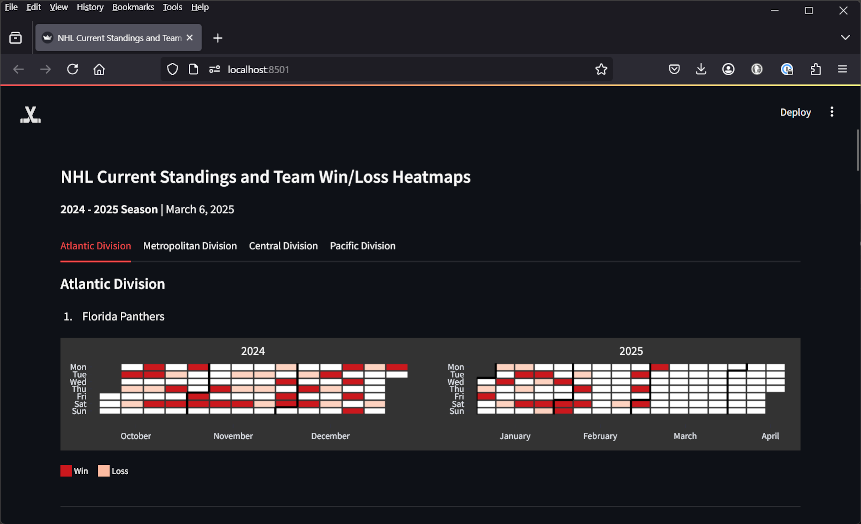 File Edit View History Bookmarks Tools Help
NHL Current Standings and Team
localhost:8501
Deploy
NHL Current Standings and Team Win/Loss Heatmaps
2024 - 2025 Season | March 6, 2025
Atlantic Division Metropolitan Division Central Division Pacific Division
Atlantic Division
1. Florida Panthers
2024 2025
Mon Mon
Tue Tue
Wed Wed
Thu Thu
Fri Fri
Sat Sat
Sun Sun
October November December January February March April
Win Loss